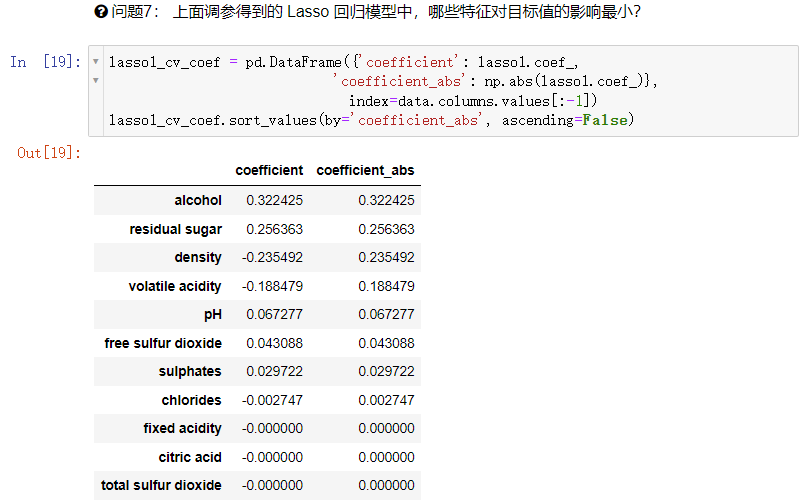 问题7： 上面调参得到的 Lasso 回归模型中，哪些特征对目标值的影响最小？
In [19]: lasso1_cv_coef = pd.DataFrame({'coefficient': lasso1.coef_,
'coefficient_abs': np.abs(lasso1.coef_)},
index=data.columns.values[:-1])
lasso1_cv_coef.sort_values(by='coefficient_abs', ascending=False)
Out[19]:
coefficient coefficient_abs
alcohol 0.322425 0.322425
residual sugar 0.256363 0.256363
density -0.235492 0.235492
volatile acidity -0.188479 0.188479
pH 0.067277 0.067277
free sulfur dioxide 0.043088 0.043088
sulphates 0.029722 0.029722
chlorides -0.002747 0.002747
fixed acidity -0.000000 0.000000
citric acid -0.000000 0.000000
total sulfur dioxide -0.000000 0.000000